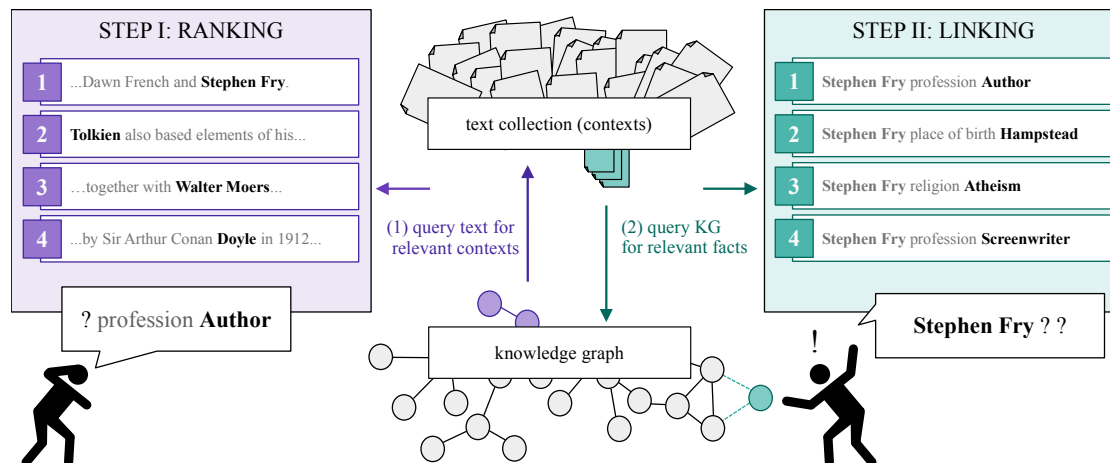 STEP I: RANKING
1
...Dawn French and Stephen Fry.
2
Tolkien also based elements of his...
3
…together with Walter Moers...
4
...by Sir Arthur Conan Doyle in 1912...
? profession Author
text collection (contexts)
(1) query text for
relevant contexts
(2) query KG
for relevant facts
knowledge graph
STEP II: LINKING
1
Stephen Fry profession Author
2
Stephen Fry place of birth Hampstead
3
Stephen Fry religion Atheism
4
Stephen Fry profession Screenwriter
Stephen Fry ? ?
!